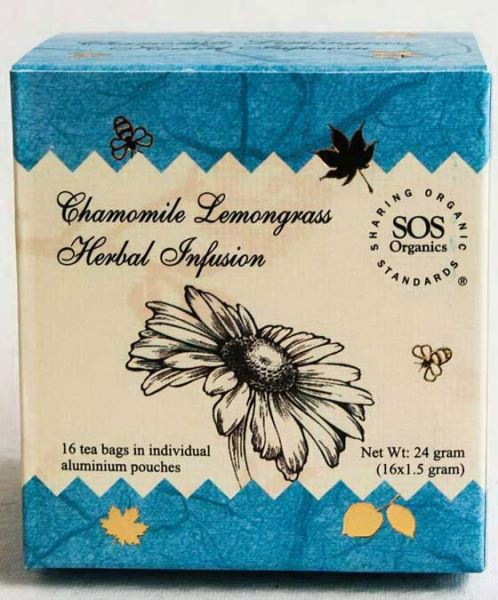 Chamomile Lemongrass
Herbal Infusion
SHARING ORGANIC
SOS
Organics
STANDARDS
®
16 tea bags in individual
aluminium pouches
Net Wt: 24 gram
(16x1.5 gram)